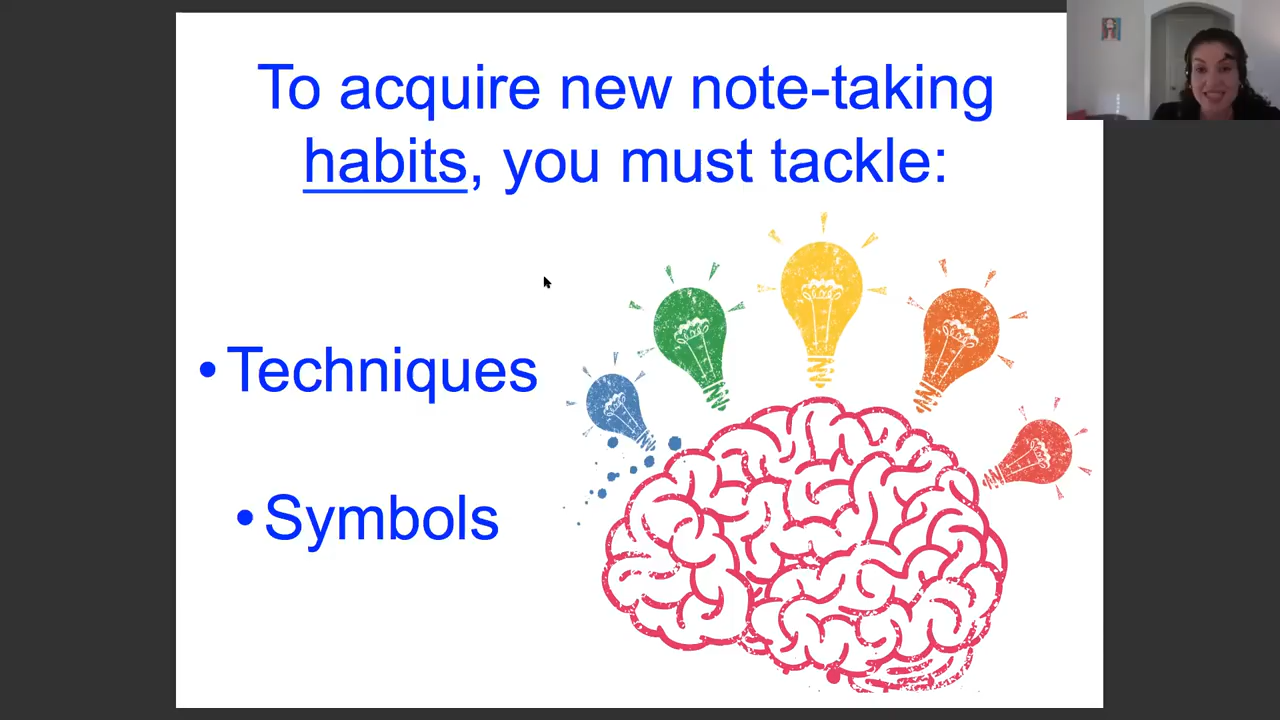 To acquire new note-taking
habits, you must tackle:
• Techniques
• Symbols